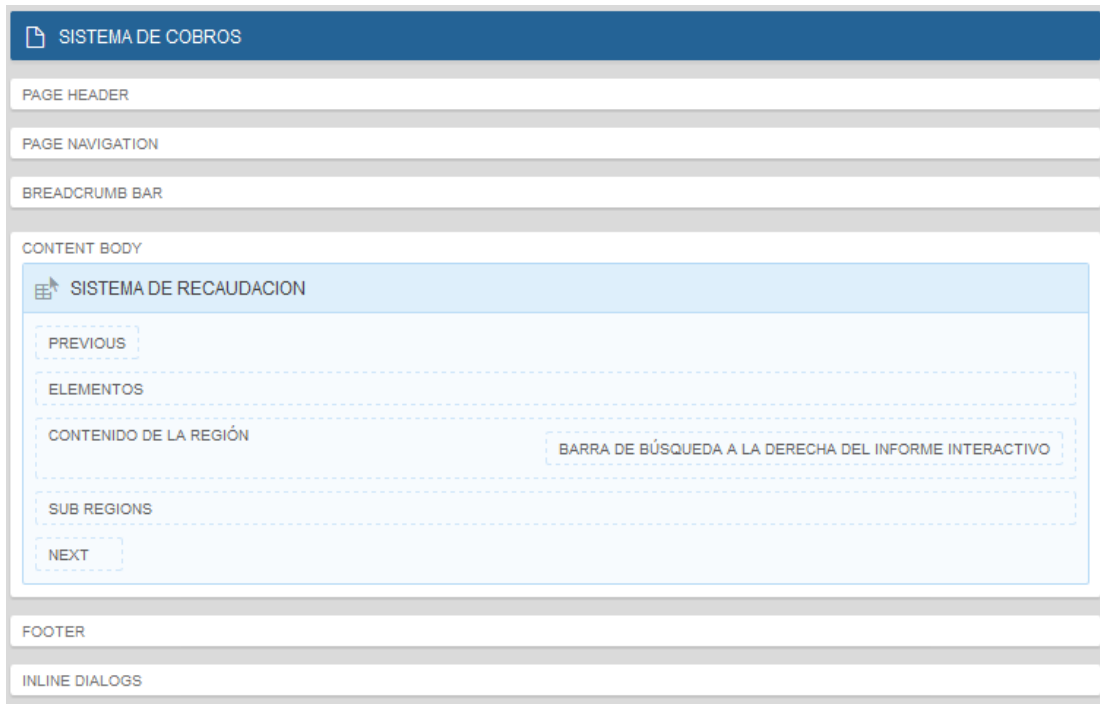 SISTEMA DE COBROS
PAGE HEADER
PAGE NAVIGATION
BREADCRUMB BAR
CONTENT BODY
SISTEMA DE RECAUDACION
PREVIOUS
ELEMENTOS
CONTENIDO DE LA REGIÓN
BARRA DE BÚSQUEDA A LA DERECHA DEL INFORME INTERACTIVO
SUB REGIONS
NEXT
FOOTER
INLINE DIALOGS